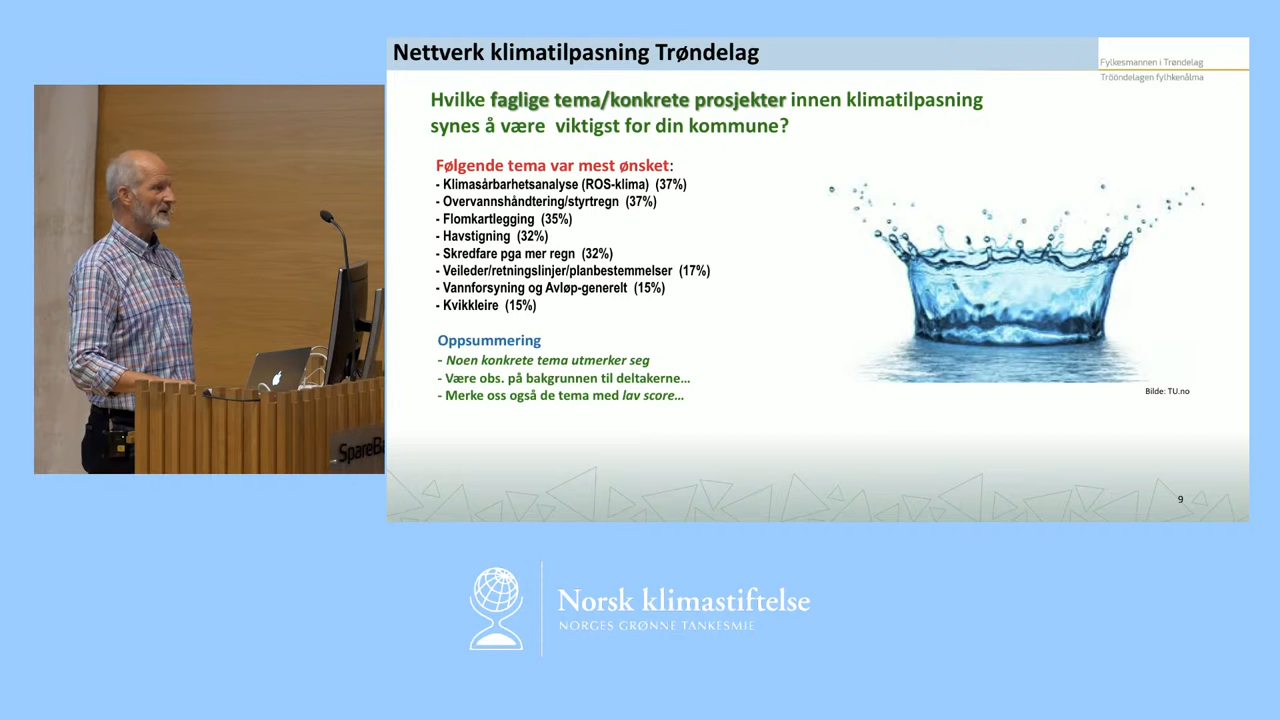 Nettverk klimatilpasning Trøndelag
Fylkesmannen i Trøndelag
Trööndelagen fylhkenålma
Hvilke faglige tema/konkrete prosjekter innen klimatilpasning
synes å være viktigst for din kommune?
Følgende tema var mest ønsket:
- Klimasårbarhetsanalyse (ROS-klima) (37%)
- Overvannshåndtering/styrtregn (37%)
- Flomkartlegging (35%)
- Havstigning (32%)
- Skredfare pga mer regn (32%)
- Veileder/retningslinjer/planbestemmelser (17%)
- Vannforsyning og Avløp-generelt (15%)
- Kvikkleire (15%)
Oppsummering
- Noen konkrete tema utmerker seg
- Være obs. på bakgrunnen til deltakerne…
- Merke oss også de tema med lav score…
Bilde: TU.no
9
SpareBa
Norsk klimastiftelse
NORGES GRØNNE TANKESMIE